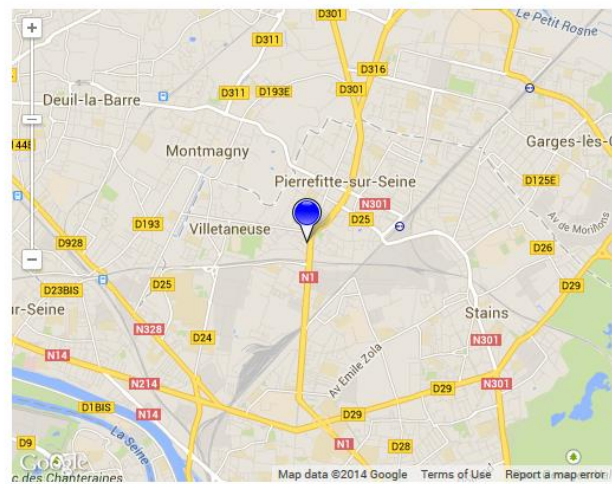 Le Petit Rosne
D301
D311
D316
D311
D193E
D301
Deuil-la-Barre
Garges-lès-G
Montmagny
D125E
Pierrefitte-sur-Seine
N301
D193
Villetaneuse
D25
Av de Morillons
D928
D26
N1
D25
D29
D23BIS
Stains
ur-Seine
N328
D24
N301
N14
Av Emile Zola
N214
D29
N301
D1BIS
N14
D29
La Seine
N1
D28
D9
Google
c des Chanteraines
Map data ©2014 Google
Terms of Use
Report a map error